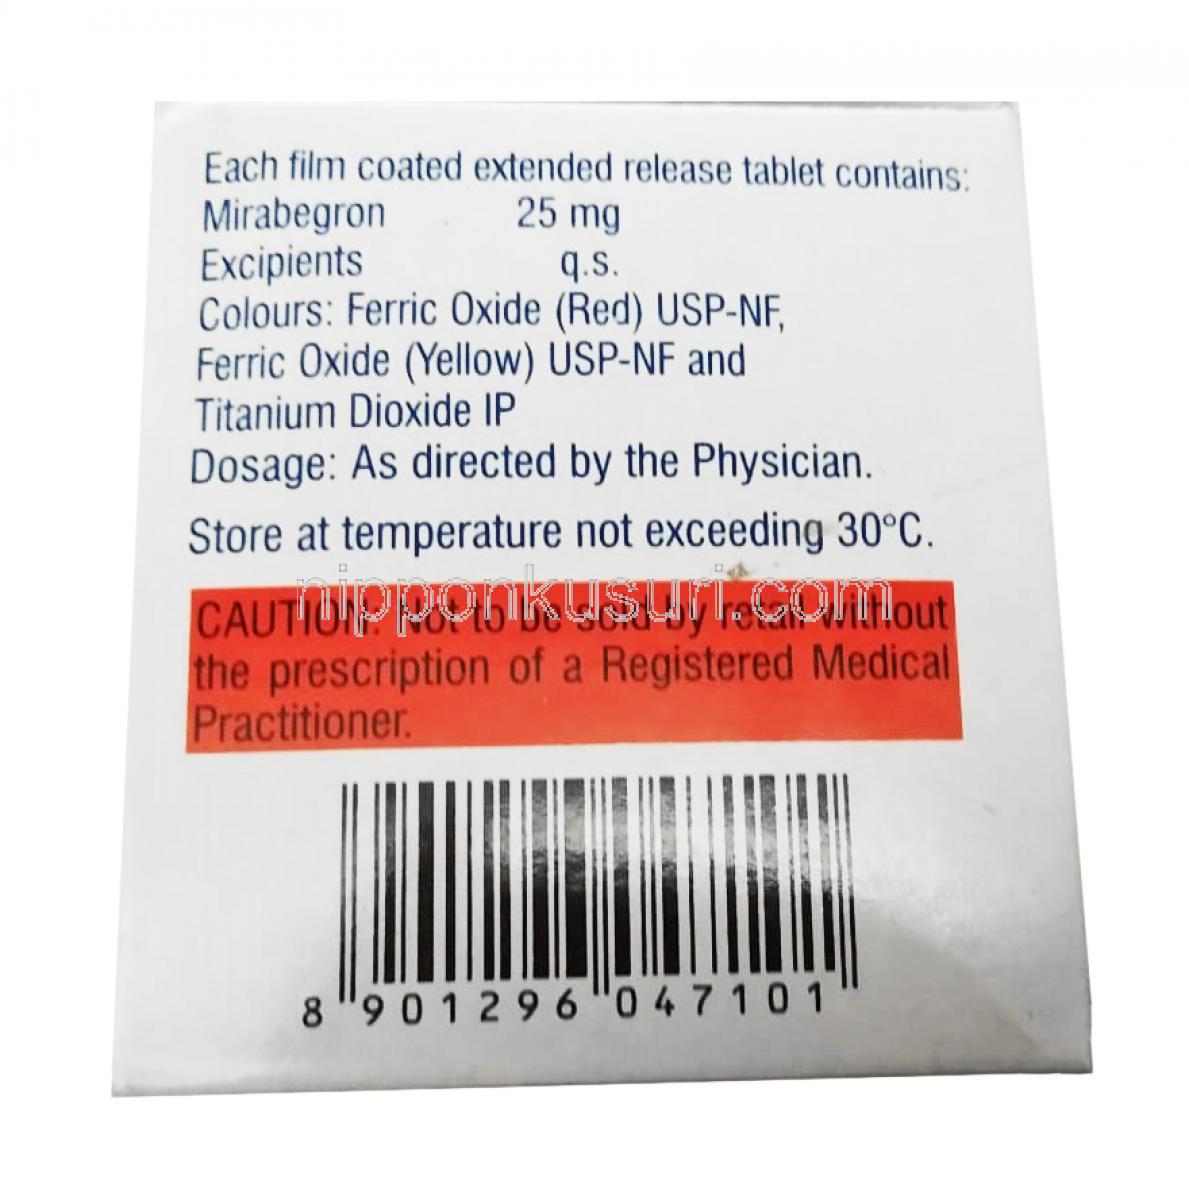 Each film coated extended release tablet contains:
Mirabegron 25 mg
Excipients q.s.
Colours: Ferric Oxide (Red) USP-NF,
Ferric Oxide (Yellow) USP-NF and
Titanium Dioxide IP
Dosage: As directed by the Physician.
Store at temperature not exceeding 30°C.
nipponkusuri.com
CAUTION: Not to be sold by retail without
the prescription of a Registered Medical
Practitioner.
8 901296 047101